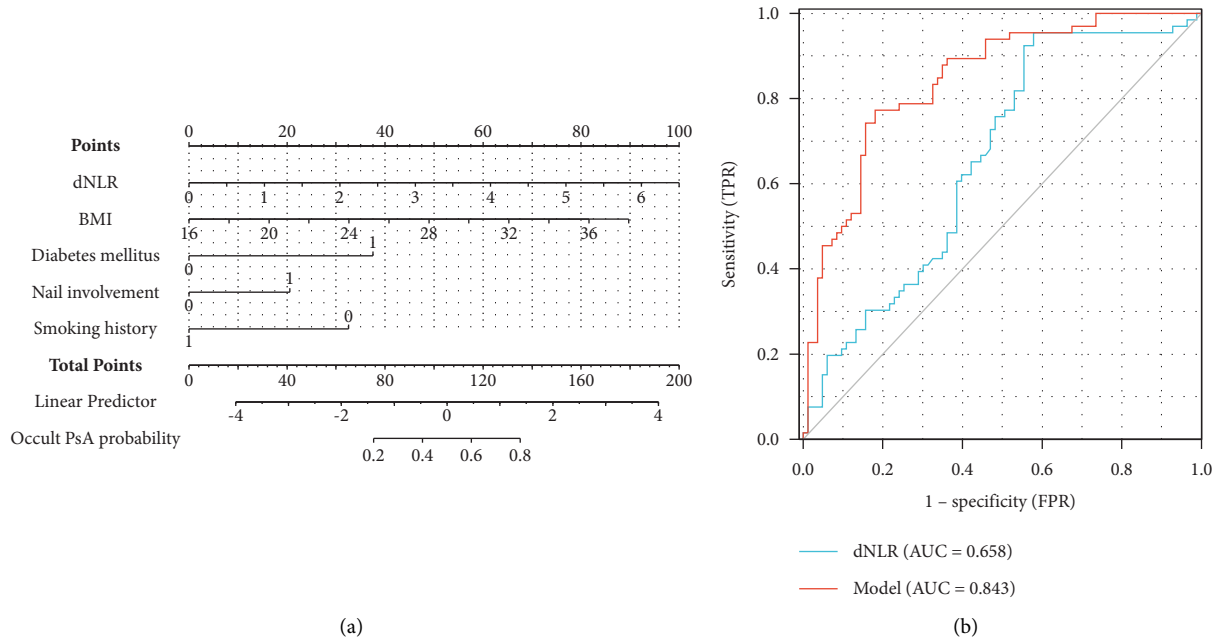 0 20 40 60 80 100
Points
dNLR
0 1 2 3 4 5 6
BMI
16 20 24 28 32 36
Diabetes mellitus
0 1
Nail involvement
0 1
Smoking history
1 0
Total Points
0 40 80 120 160 200
Linear Predictor
-4 -2 0 2 4
Occult PsA probability
0.2 0.4 0.6 0.8
(a)
1.0
0.8
0.6
0.4
0.2
0.0
Sensitivity (TPR)
0.0 0.2 0.4 0.6 0.8 1.0
1 – specificity (FPR)
dNLR (AUC = 0.658)
Model (AUC = 0.843)
(b)